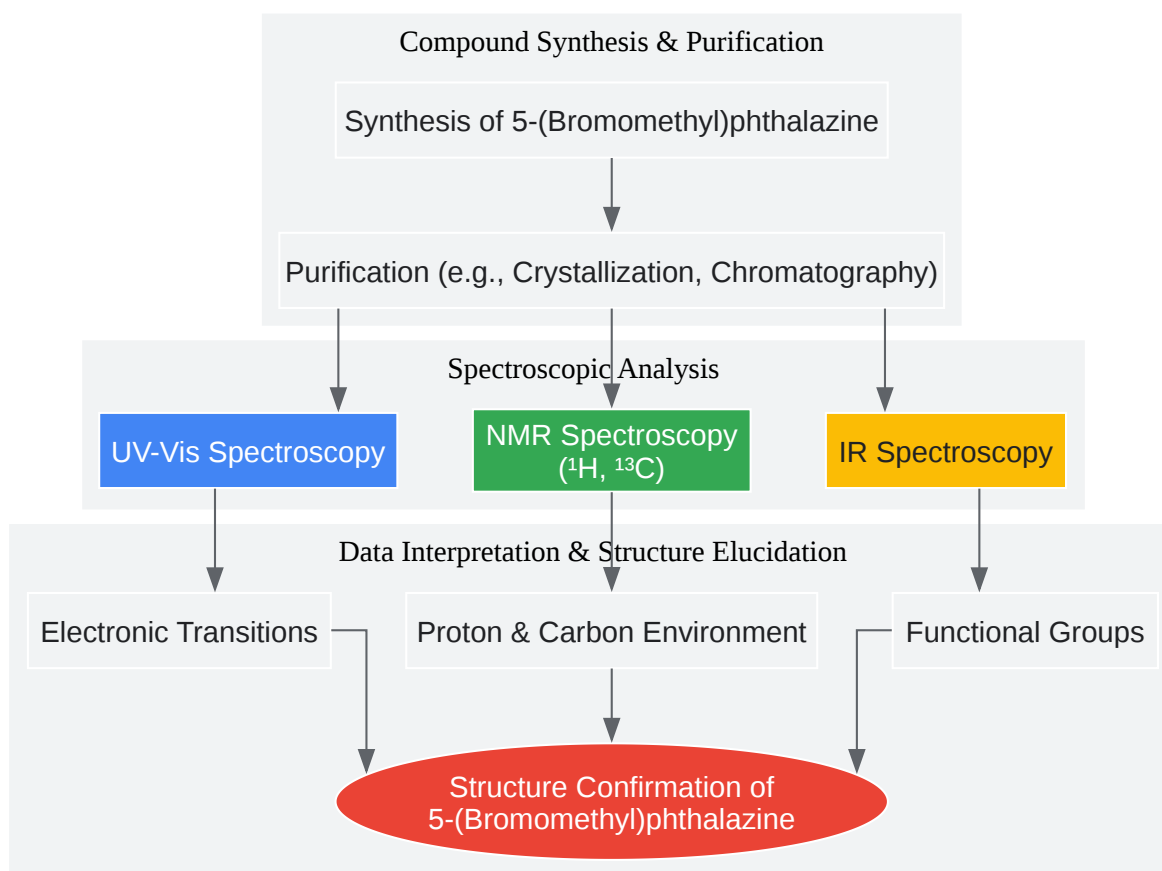 Compound Synthesis & Purification
Synthesis of 5-(Bromomethyl)phthalazine
Purification (e.g., Crystallization, Chromatography)
Spectroscopic Analysis
UV-Vis Spectroscopy
NMR Spectroscopy
(¹H, ¹³C)
IR Spectroscopy
Data Interpretation & Structure Elucidation
Electronic Transitions
Proton & Carbon Environment
Functional Groups
Structure Confirmation of
5-(Bromomethyl)phthalazine